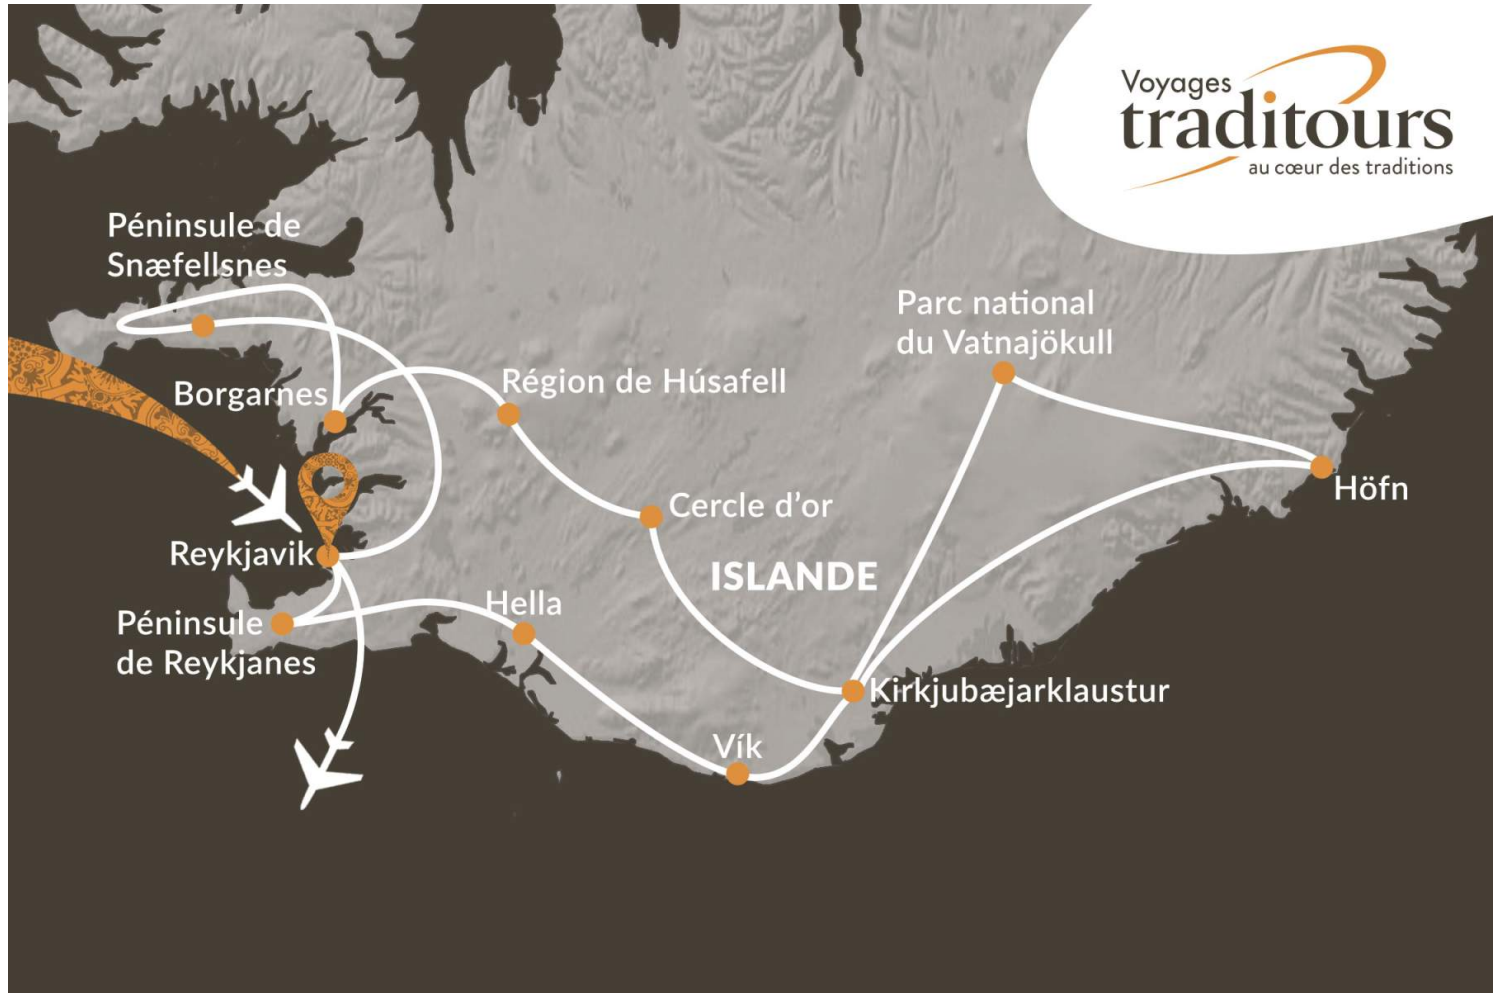 Voyages
traditours
au cœur des traditions
Péninsule de
Snæfellsnes
Parc national
du Vatnajökull
Borgarnes
Région de Húsafell
Höfn
Cercle d’or
Reykjavik
ISLANDE
Hella
Péninsule
de Reykjanes
Kirkjubæjarklaustur
Vík